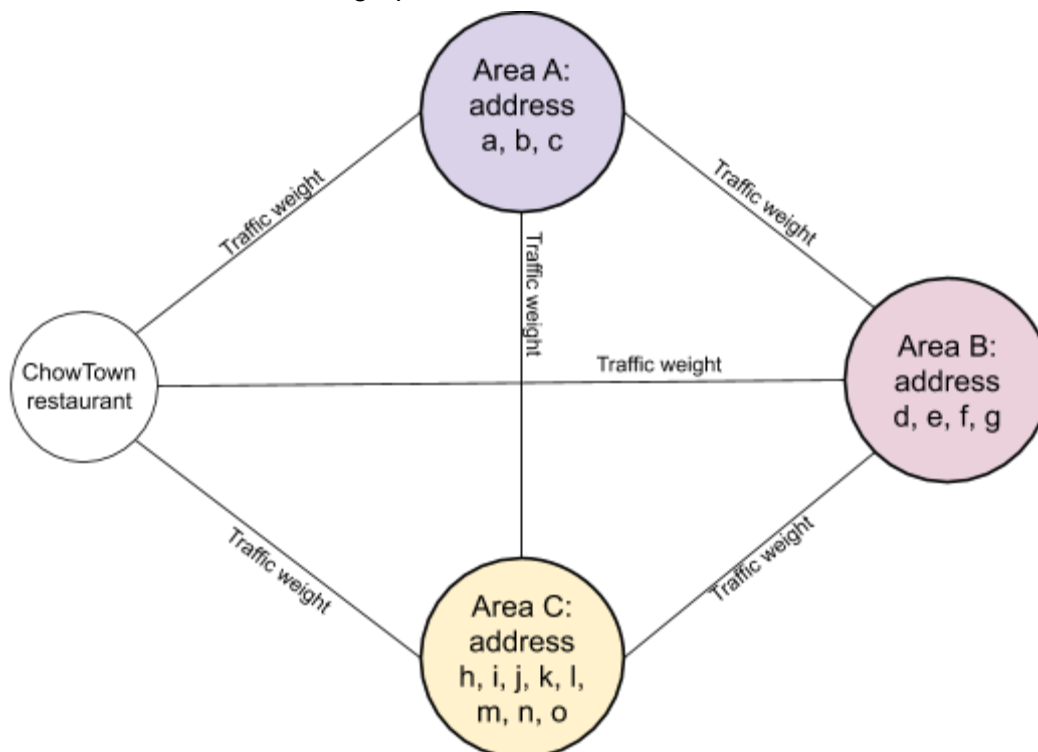 Area A:
address
a, b, c
Traffic weight
Traffic weight
Traffic weight
ChowTown
restaurant
Traffic weight
Area B:
address
d, e, f, g
Traffic weight
Traffic weight
Area C:
address
h, i, j, k, l,
m, n, o